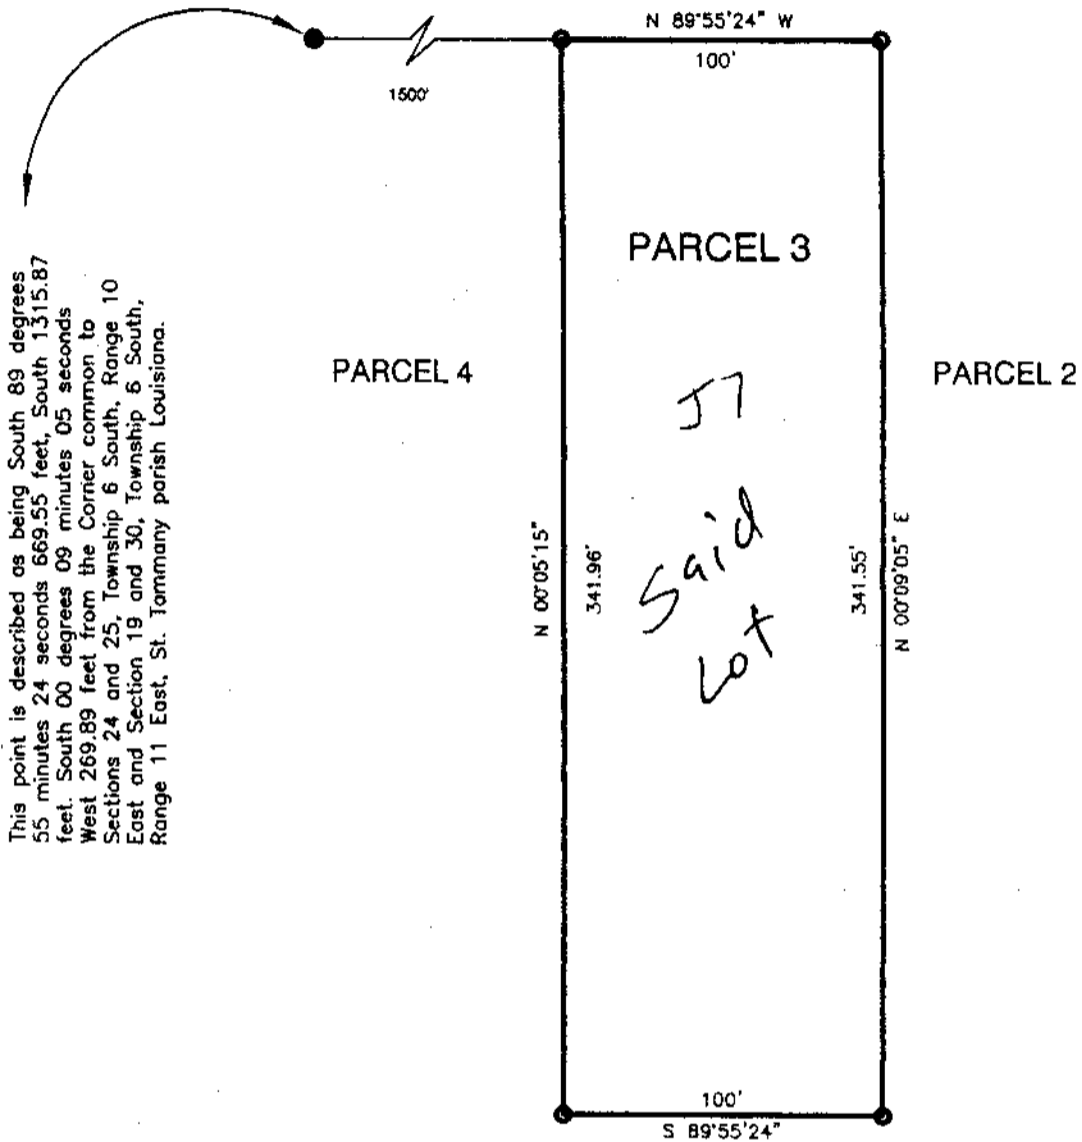 N 89°55'24" W
100'
1500'
PARCEL 3
PARCEL 4
PARCEL 2
This point is described as being South 89 degrees
55 minutes 24 seconds 669.55 feet, South 1315.87
feet. South 00 degrees 09 minutes 05 seconds
West 269.89 feet from the Corner common to
Sections 24 and 25, Township 6 South, Range 10
East and Section 19 and 30, Township 6 South,
Range 11 East, St. Tammany parish Louisiana.
Said
Lot
N 00°05'15"
341.96'
341.55'
N 00°09'05" E
100'
S 89°55'24"